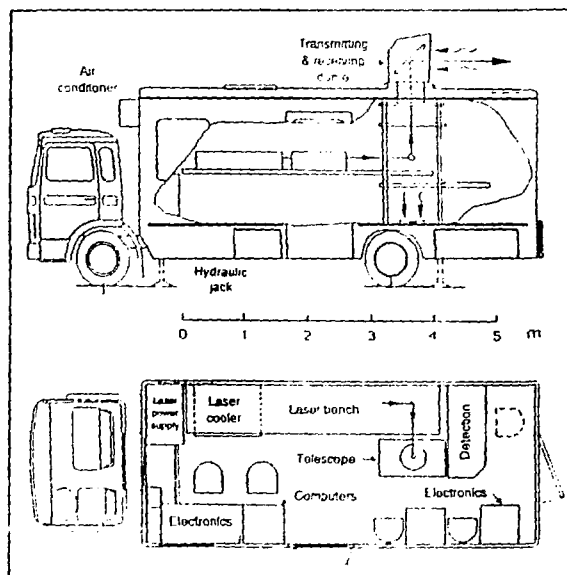 Transmitting
& receiving
Air
conditioner
Hydraulic
jack
0 1 2 3 4 5 m
Laser
power
supply
Laser
cooler
Laser bench
Detection
Telescope
Computers
Electronics
Electronics